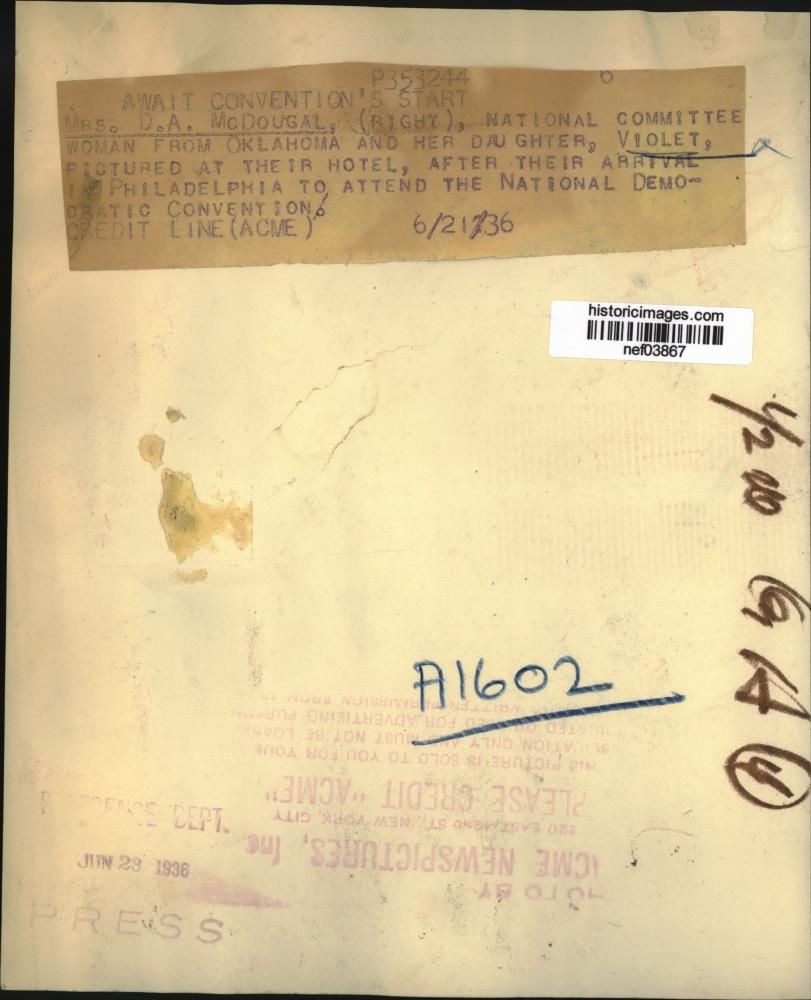 P353244 6
AWAIT CONVENTION'S START
MRS. D.A. MCDOUGAL, (RIGHT), NATIONAL COMMITTEE
WOMAN FROM OKLAHOMA AND HER DAUGHTER, VIOLET,
PICTURED AT THEIR HOTEL, AFTER THEIR ARRIVAL
IN PHILADELPHIA TO ATTEND THE NATIONAL DEMO-
CRATIC CONVENTION.
CREDIT LINE (ACME) 6/21/36
historicimages.com
nef03867
1/2
A1602
PHOTO BY
ACME NEWSPICTURES, Inc
220 EAST 42ND ST., NEW YORK CITY,
PLEASE CREDIT "ACME"
THIS PICTURE IS SOLD TO YOU FOR YOUR
PUBLICATION ONLY AND MUST NOT BE LOANED
OR USED FOR ADVERTISING
WRITTEN PERMISSION FROM
DEPT.
JUN 23 1936
PRESS